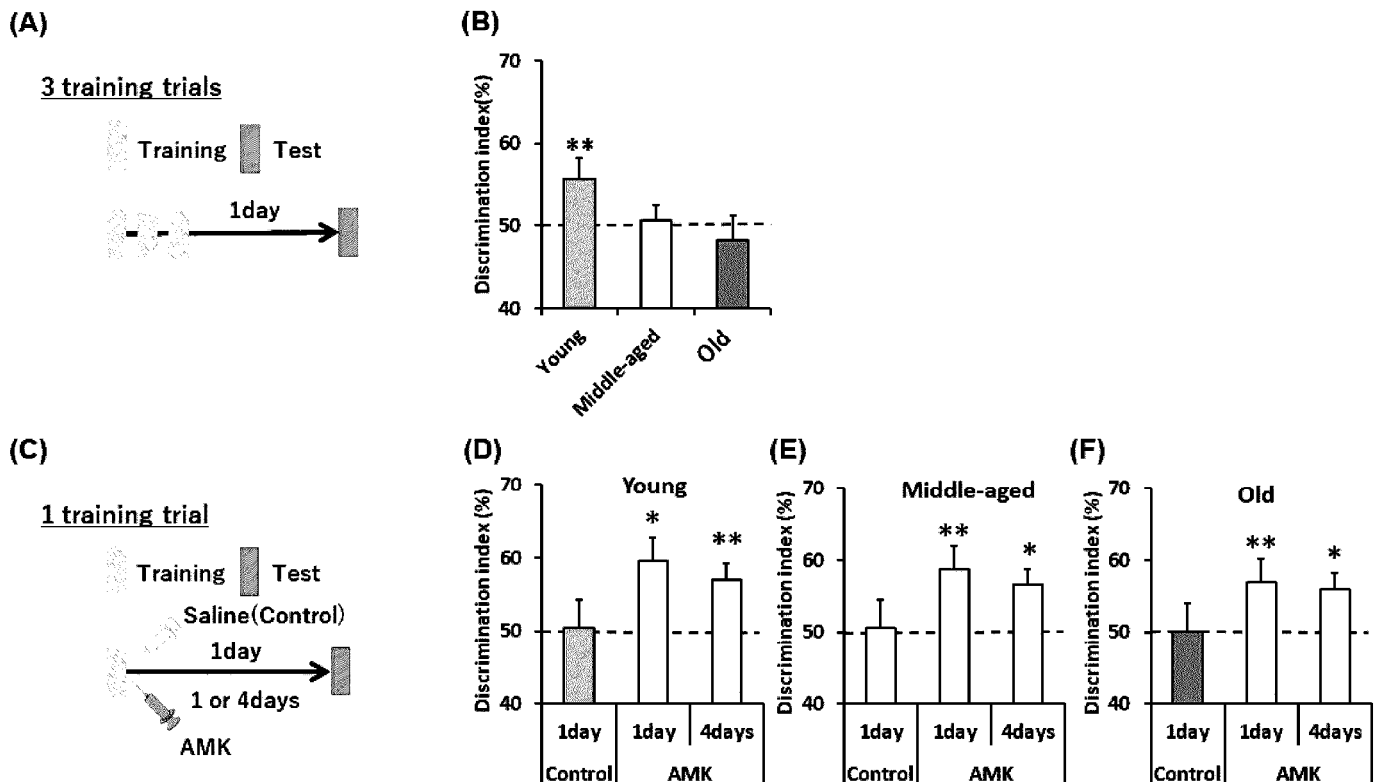 (A)
3 training trials
Training Test
1day
(B)
Discrimination index(%)
70
60
50
40
**
Young
Middle-aged
Old
(C)
1 training trial
Training Test
Saline(Control)
1day
1 or 4days
AMK
(D)
Discrimination index (%)
70
60
50
40
Young
*
**
1day 1day 4days
Control AMK
(E)
Discrimination index (%)
70
60
50
40
Middle-aged
**
*
1day 1day 4days
Control AMK
(F)
Discrimination index (%)
70
60
50
40
Old
**
*
1day 1day 4days
Control AMK